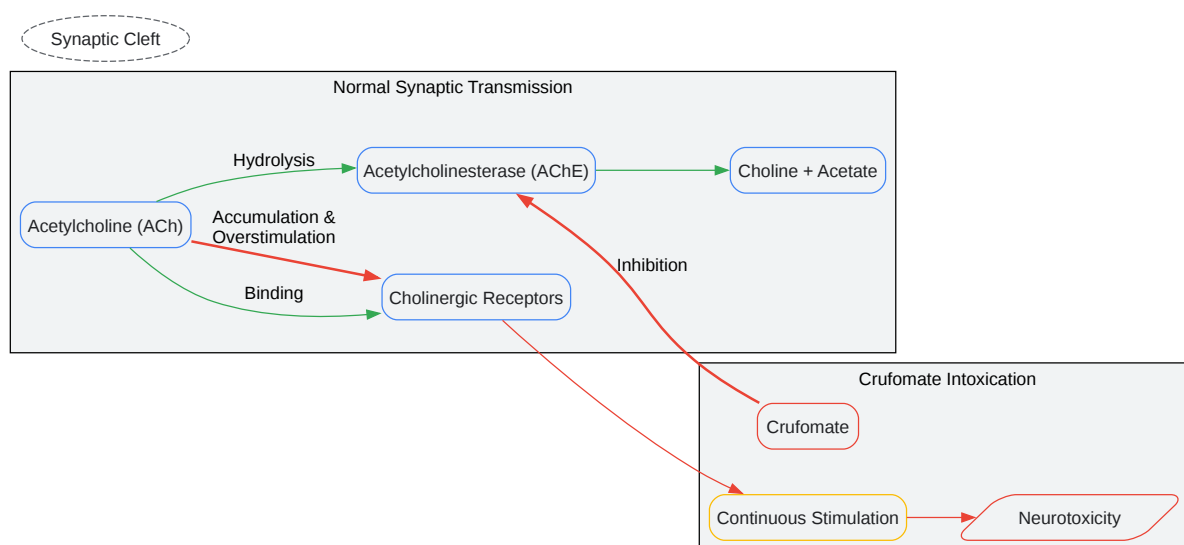 Synaptic Cleft
Normal Synaptic Transmission
Hydrolysis
Acetylcholinesterase (AChE)
Choline + Acetate
Acetylcholine (ACh)
Accumulation &
Overstimulation
Inhibition
Binding
Cholinergic Receptors
Crufomate Intoxication
Crufomate
Continuous Stimulation
Neurotoxicity